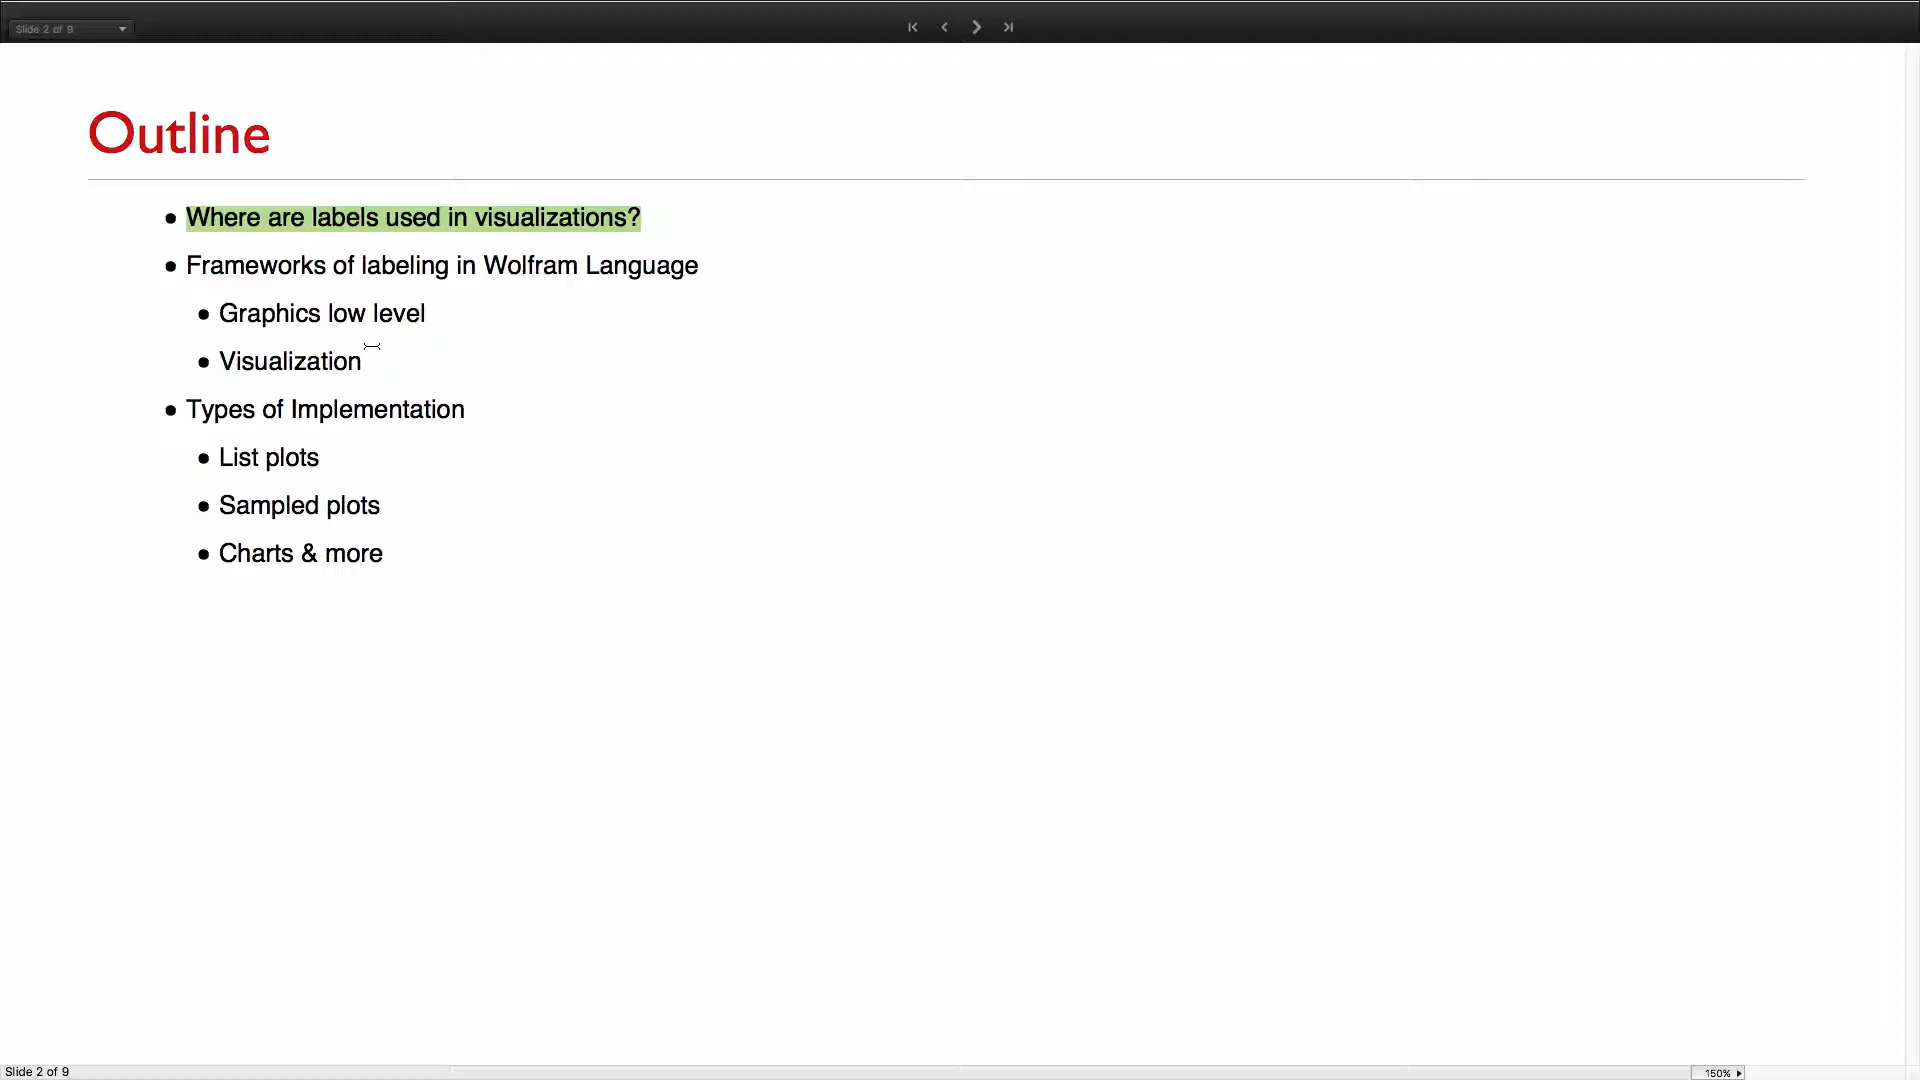 Slide 2 of 9
Outline
• Where are labels used in visualizations?
• Frameworks of labeling in Wolfram Language
• Graphics low level
• Visualization
• Types of Implementation
• List plots
• Sampled plots
• Charts & more
Slide 2 of 9
150%